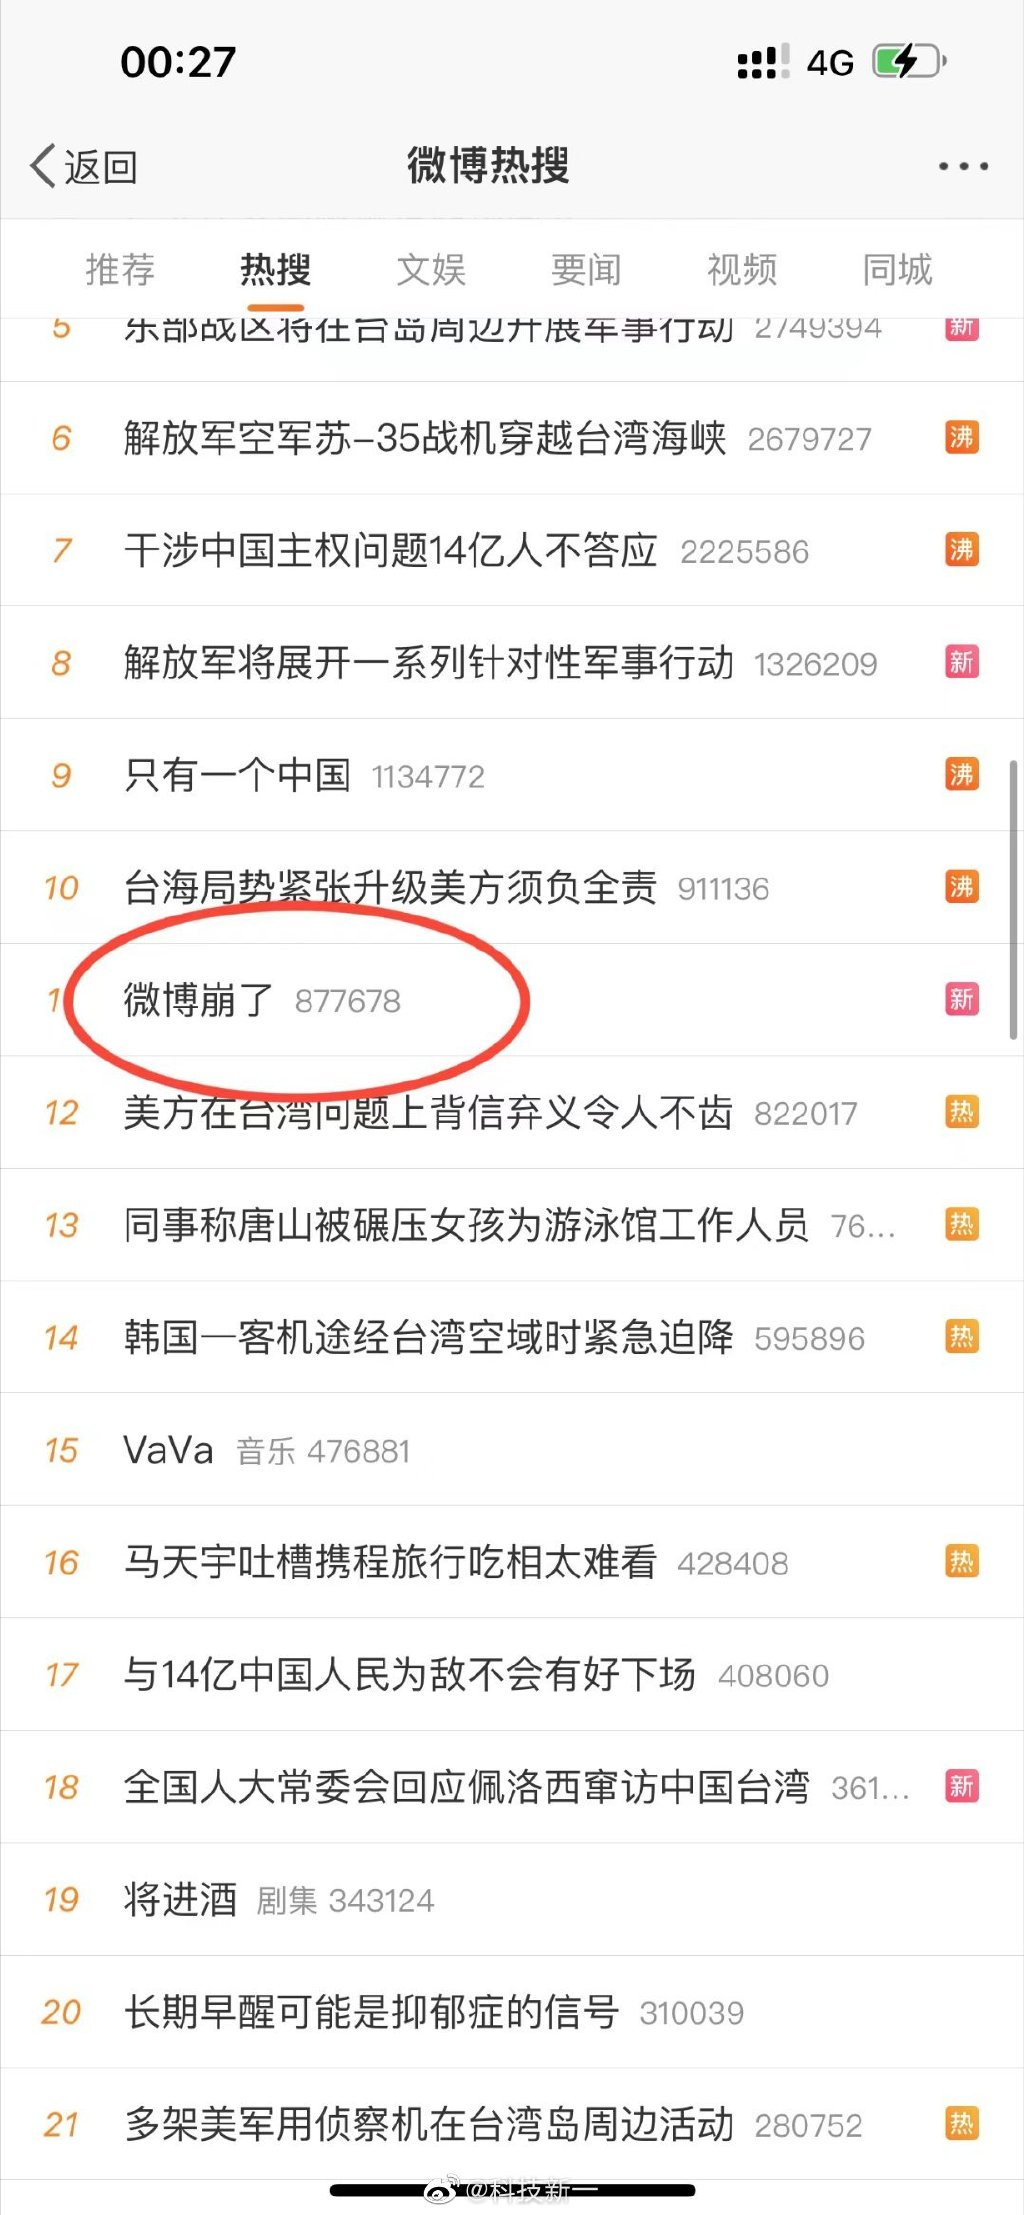 00:27
4G
返回
微博热搜
推荐 热搜 文娱 要闻 视频 同城
5 东部战区将在台岛周边开展军事行动 2749394 新
6 解放军空军苏-35战机穿越台湾海峡 2679727 沸
7 干涉中国主权问题14亿人不答应 2225586 沸
8 解放军将展开一系列针对性军事行动 1326209 新
9 只有一个中国 1134772 沸
10 台海局势紧张升级美方须负全责 911136 沸
1 微博崩了 877678 新
12 美方在台湾问题上背信弃义令人不齿 822017 热
13 同事称唐山被碾压女孩为游泳馆工作人员 76... 热
14 韩国一客机途经台湾空域时紧急迫降 595896 热
15 VaVa 音乐 476881
16 马天宇吐槽携程旅行吃相太难看 428408 热
17 与14亿中国人民为敌不会有好下场 408060
18 全国人大常委会回应佩洛西窜访中国台湾 361... 新
19 将进酒 剧集 343124
20 长期早醒可能是抑郁症的信号 310039
21 多架美军用侦察机在台湾岛周边活动 280752 热
@科技新一